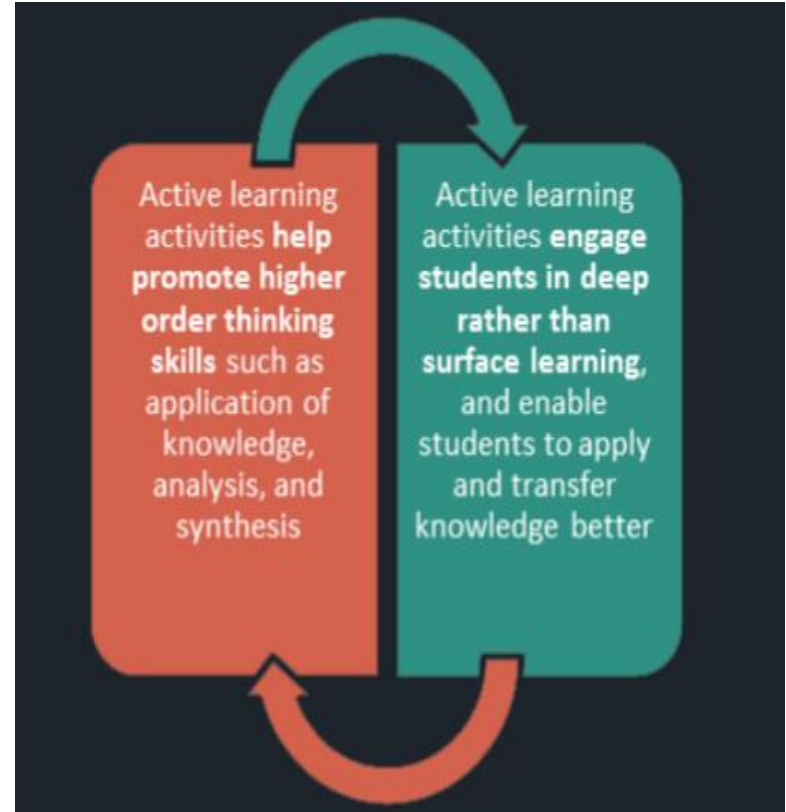 Active learning
activities help
promote higher
order thinking
skills such as
application of
knowledge,
analysis, and
synthesis
Active learning
activities engage
students in deep
rather than
surface learning,
and enable
students to apply
and transfer
knowledge better